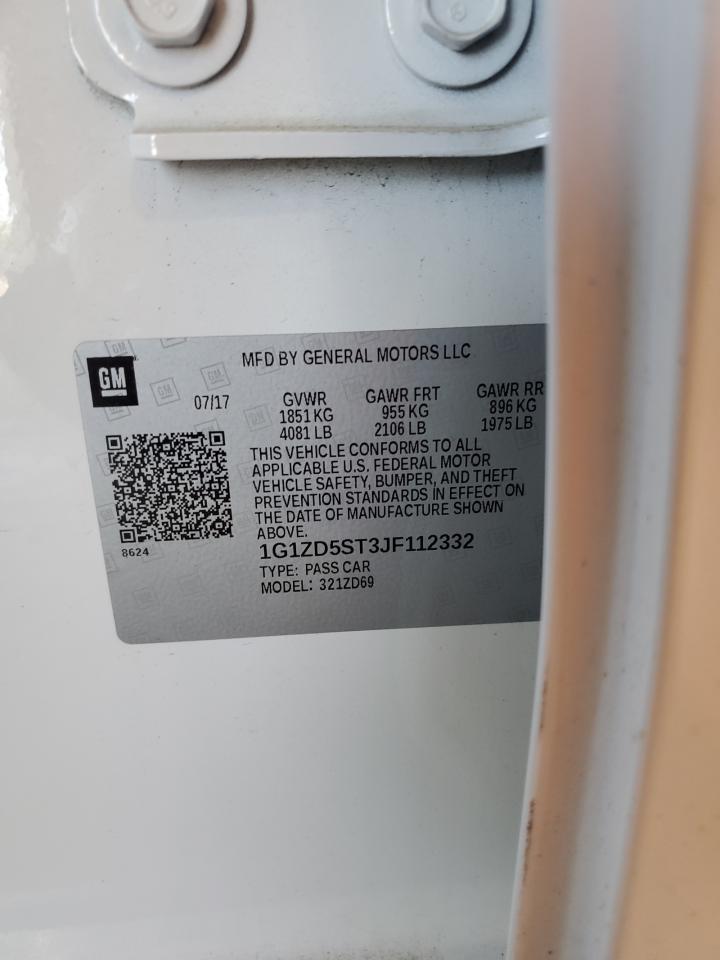 GM
MFD BY GENERAL MOTORS LLC
07/17
GVWR GAWR FRT GAWR RR
1851 KG 955 KG 896 KG
4081 LB 2106 LB 1975 LB
THIS VEHICLE CONFORMS TO ALL
APPLICABLE U.S. FEDERAL MOTOR
VEHICLE SAFETY, BUMPER, AND THEFT
PREVENTION STANDARDS IN EFFECT ON
THE DATE OF MANUFACTURE SHOWN
ABOVE.
8624
1G1ZD5ST3JF112332
TYPE: PASS CAR
MODEL: 321ZD69